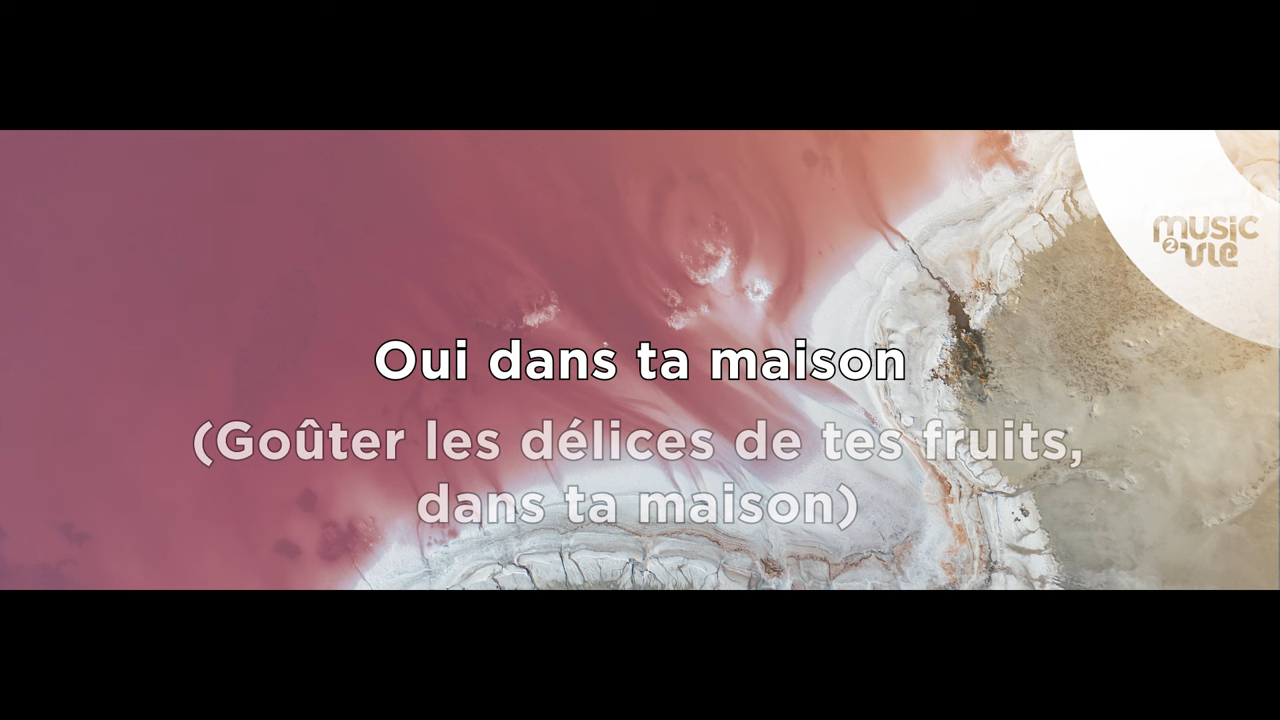 music
2 vie
Oui dans ta maison
(Goûter les délices de tes fruits,
dans ta maison)